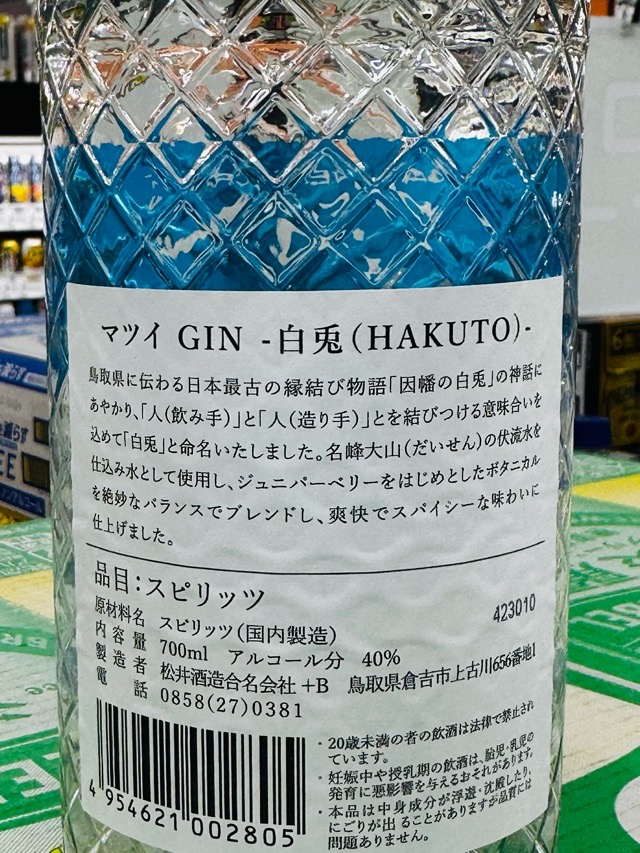 マツイ GIN -白兎(HAKUTO)-
鳥取県に伝わる日本最古の縁結び物語「因幡の白兎」の神話に
あやかり、「人(飲み手)」と「人(造り手)」とを結びつける意味合いを
込めて「白兎」と命名いたしました。名峰大山(だいせん)の伏流水を
仕込み水として使用し、ジュニパーベリーをはじめとしたボタニカル
を絶妙なバランスでブレンドし、爽快でスパイシーな味わいに
仕上げました。
品目:スピリッツ
423010
原材料名 スピリッツ(国内製造)
内容量 700ml アルコール分 40%
製造者 松井酒造合名会社+B 鳥取県倉吉市上古川656番地1
電話 0858(27)0381
・20歳未満の者の飲酒は法律で禁止され
ています。
・妊娠中や授乳期の飲酒は、胎児・乳児の
発育に悪影響を与えるおそれがあります。
・本品は中身成分が浮遊・沈殿したり、
にごりが出ることがありますが品質には
問題ありません。
4 954621 002805